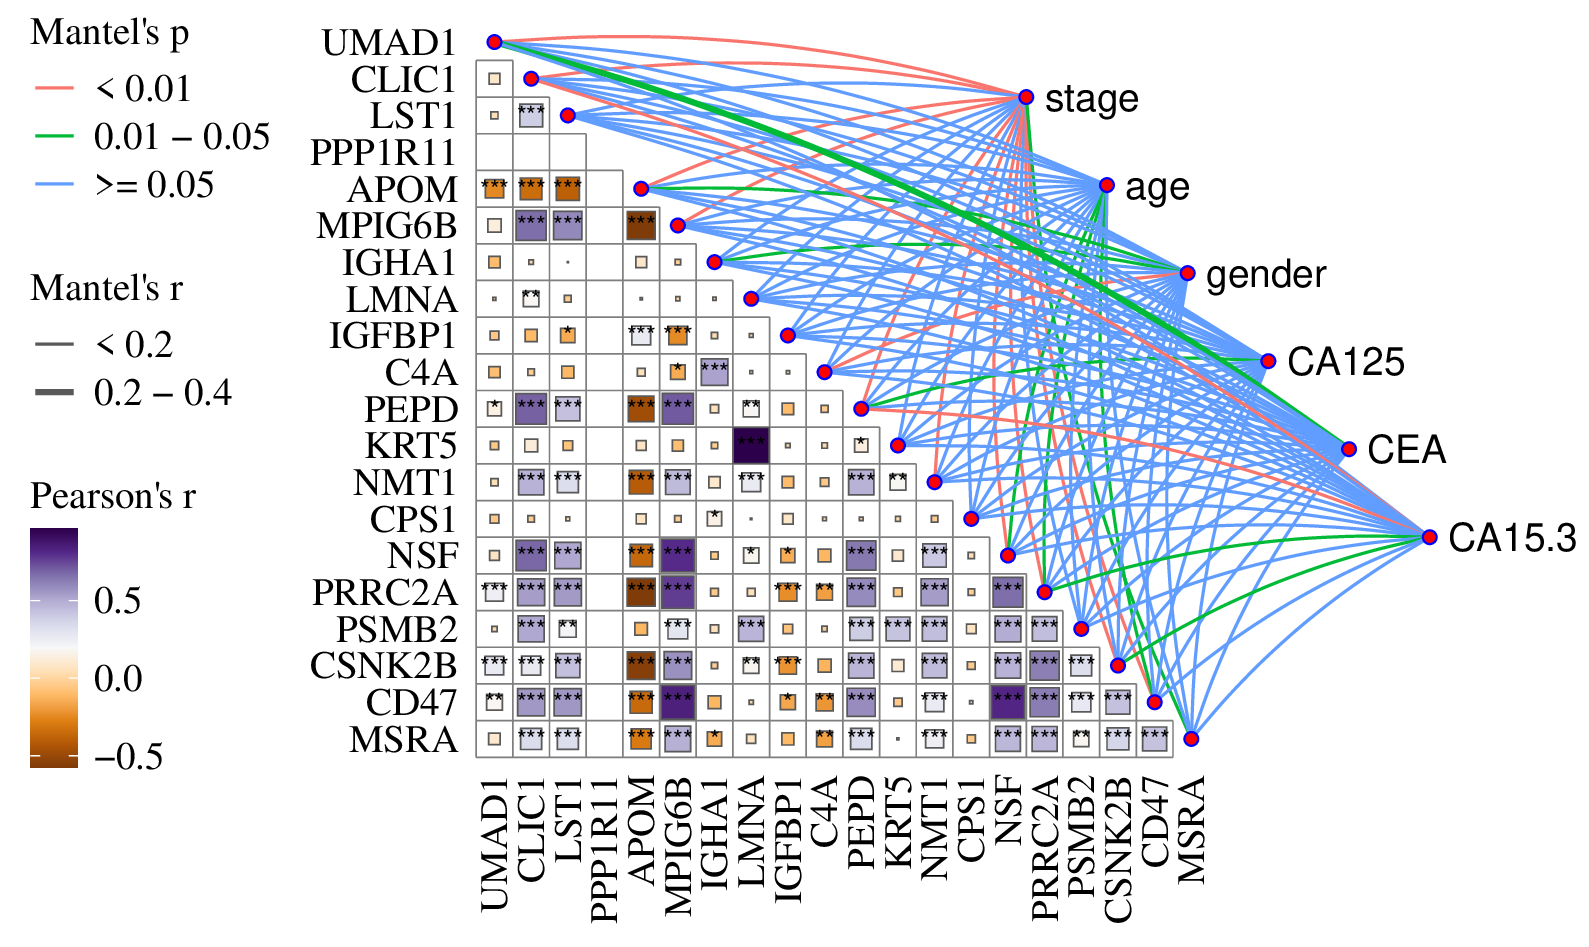 Mantel's p
< 0.01
0.01 − 0.05
>= 0.05
Mantel's r
< 0.2
0.2 − 0.4
Pearson's r
0.5
0.0
−0.5
UMAD1
CLIC1
LST1
PPP1R11
APOM
MPIG6B
IGHA1
LMNA
IGFBP1
C4A
PEPD
KRT5
NMT1
CPS1
NSF
PRRC2A
PSMB2
CSNK2B
CD47
MSRA
stage
age
gender
CA125
CEA
CA15.3
UMAD1
CLIC1
LST1
PPP1R11
APOM
MPIG6B
IGHA1
LMNA
IGFBP1
C4A
PEPD
KRT5
NMT1
CPS1
NSF
PRRC2A
PSMB2
CSNK2B
CD47
MSRA